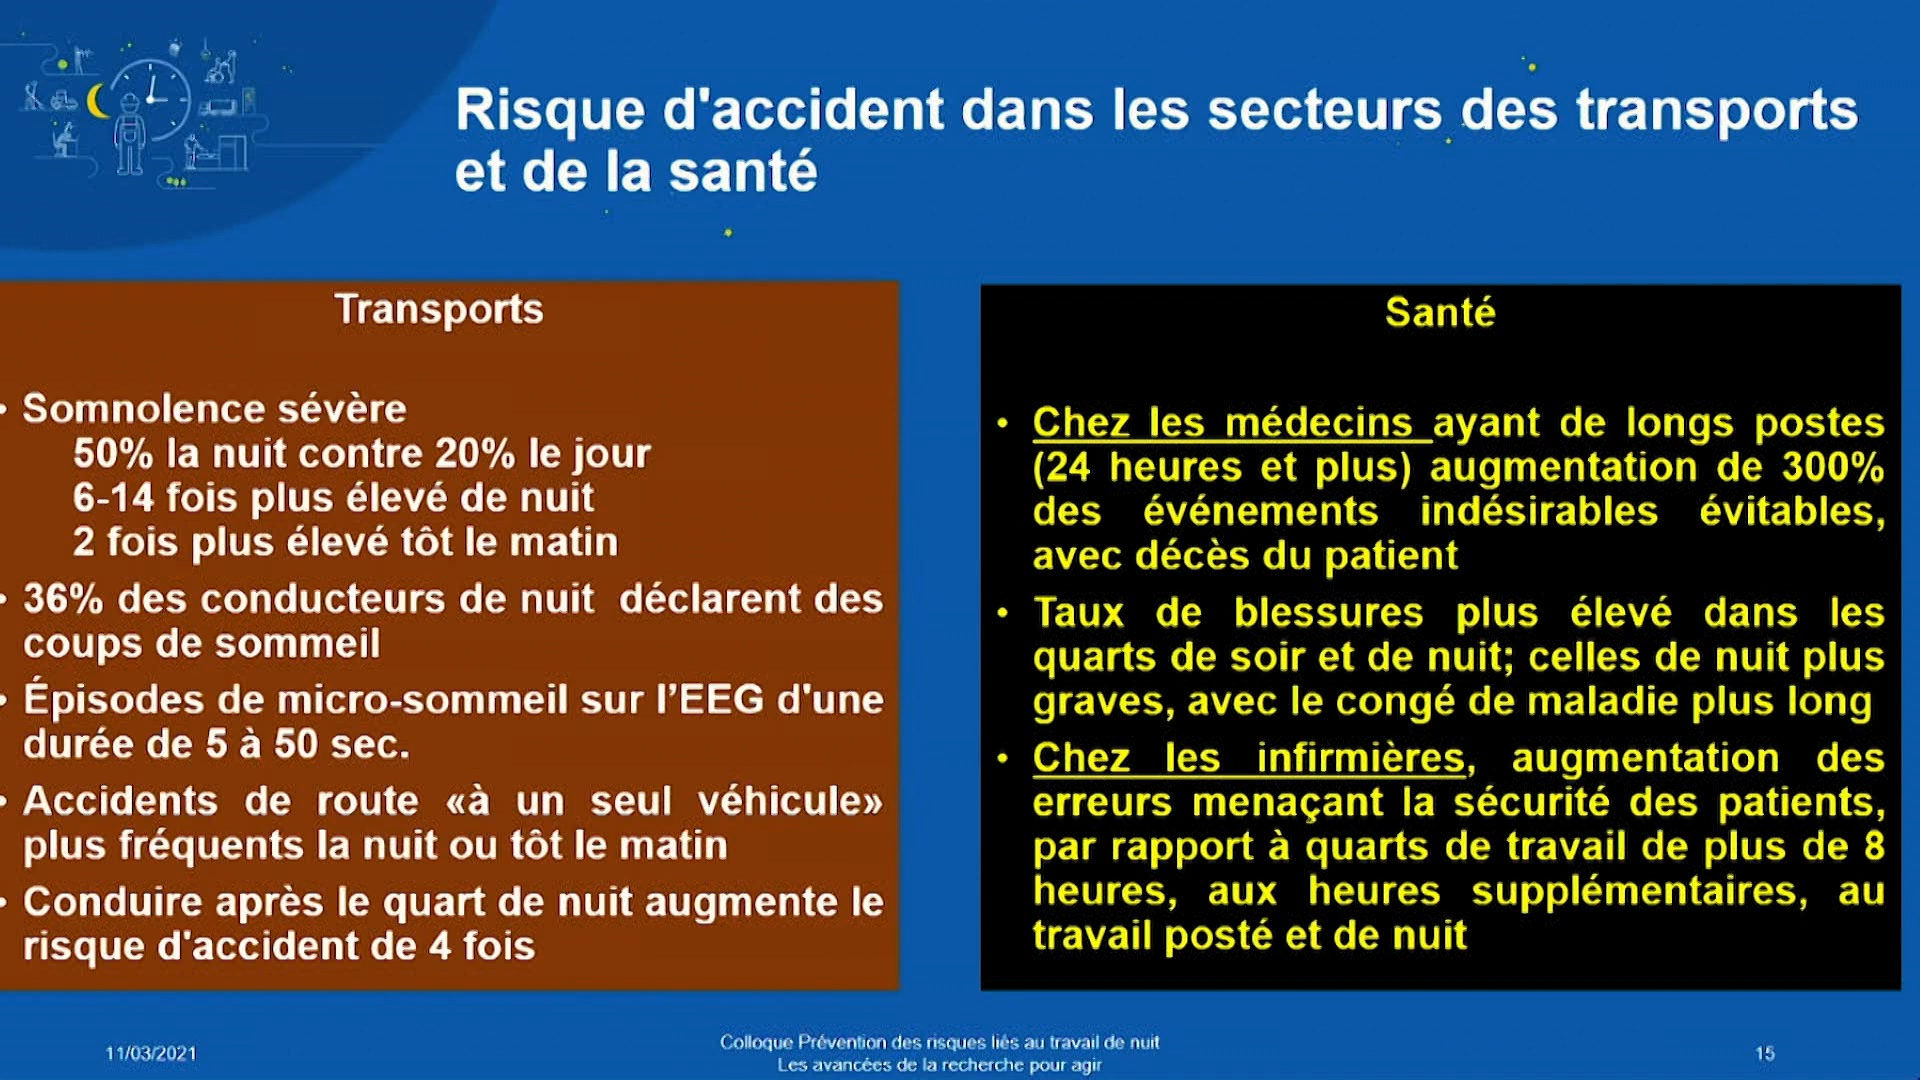 Risque d'accident dans les secteurs des transports
et de la santé
Transports
• Somnolence sévère
50% la nuit contre 20% le jour
6-14 fois plus élevé de nuit
2 fois plus élevé tôt le matin
• 36% des conducteurs de nuit déclarent des
coups de sommeil
• Épisodes de micro-sommeil sur l’EEG d'une
durée de 5 à 50 sec.
• Accidents de route «à un seul véhicule»
plus fréquents la nuit ou tôt le matin
• Conduire après le quart de nuit augmente le
risque d'accident de 4 fois
Santé
• Chez les médecins ayant de longs postes
(24 heures et plus) augmentation de 300%
des événements indésirables évitables,
avec décès du patient
• Taux de blessures plus élevé dans les
quarts de soir et de nuit; celles de nuit plus
graves, avec le congé de maladie plus long
• Chez les infirmières, augmentation des
erreurs menaçant la sécurité des patients,
par rapport à quarts de travail de plus de 8
heures, aux heures supplémentaires, au
travail posté et de nuit
11/03/2021
Colloque Prévention des risques liés au travail de nuit
Les avancées de la recherche pour agir
15